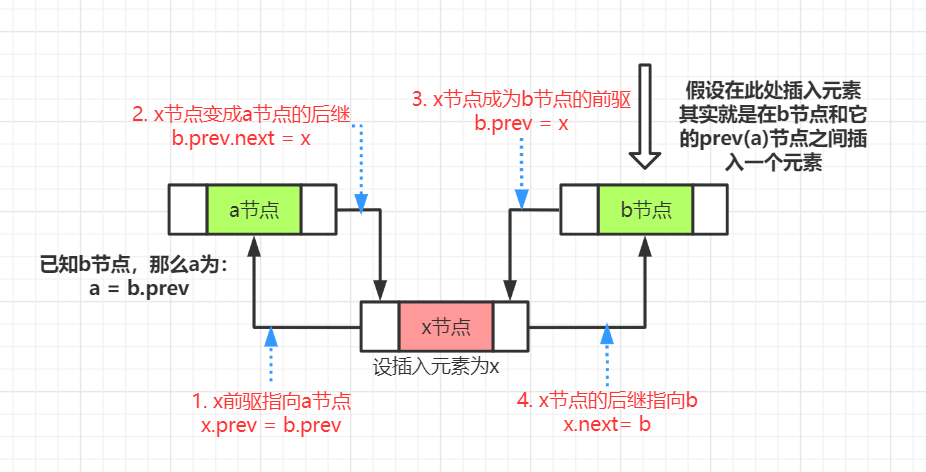 2. x节点变成a节点的后继
b.prev.next = x
3. x节点成为b节点的前驱
b.prev = x
假设在此处插入元素
其实就是在b节点和它
的prev(a)节点之间插
入一个元素
a节点
b节点
已知b节点，那么a为：
a = b.prev
x节点
设插入元素为x
1. x前驱指向a节点
x.prev = b.prev
4. x节点的后继指向b
x.next= b